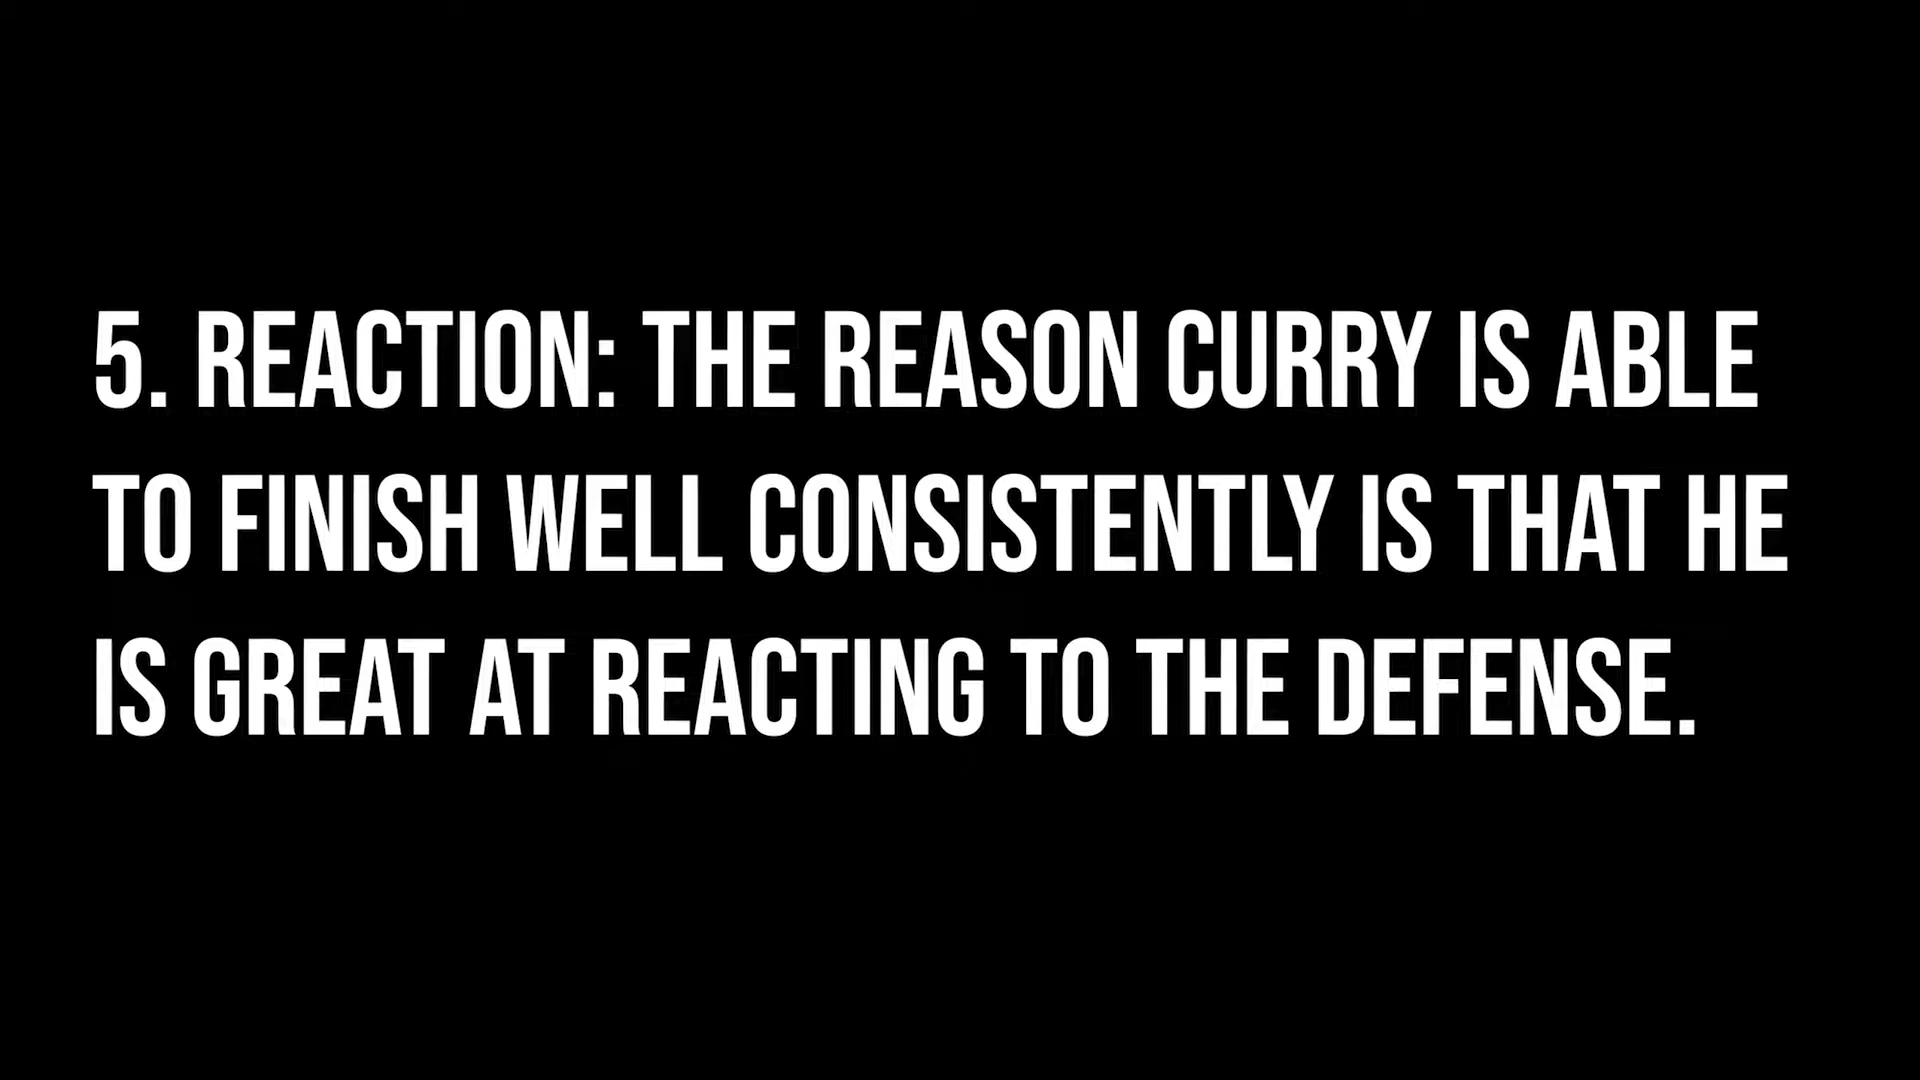 5. REACTION: THE REASON CURRY IS ABLE
TO FINISH WELL CONSISTENTLY IS THAT HE
IS GREAT AT REACTING TO THE DEFENSE.